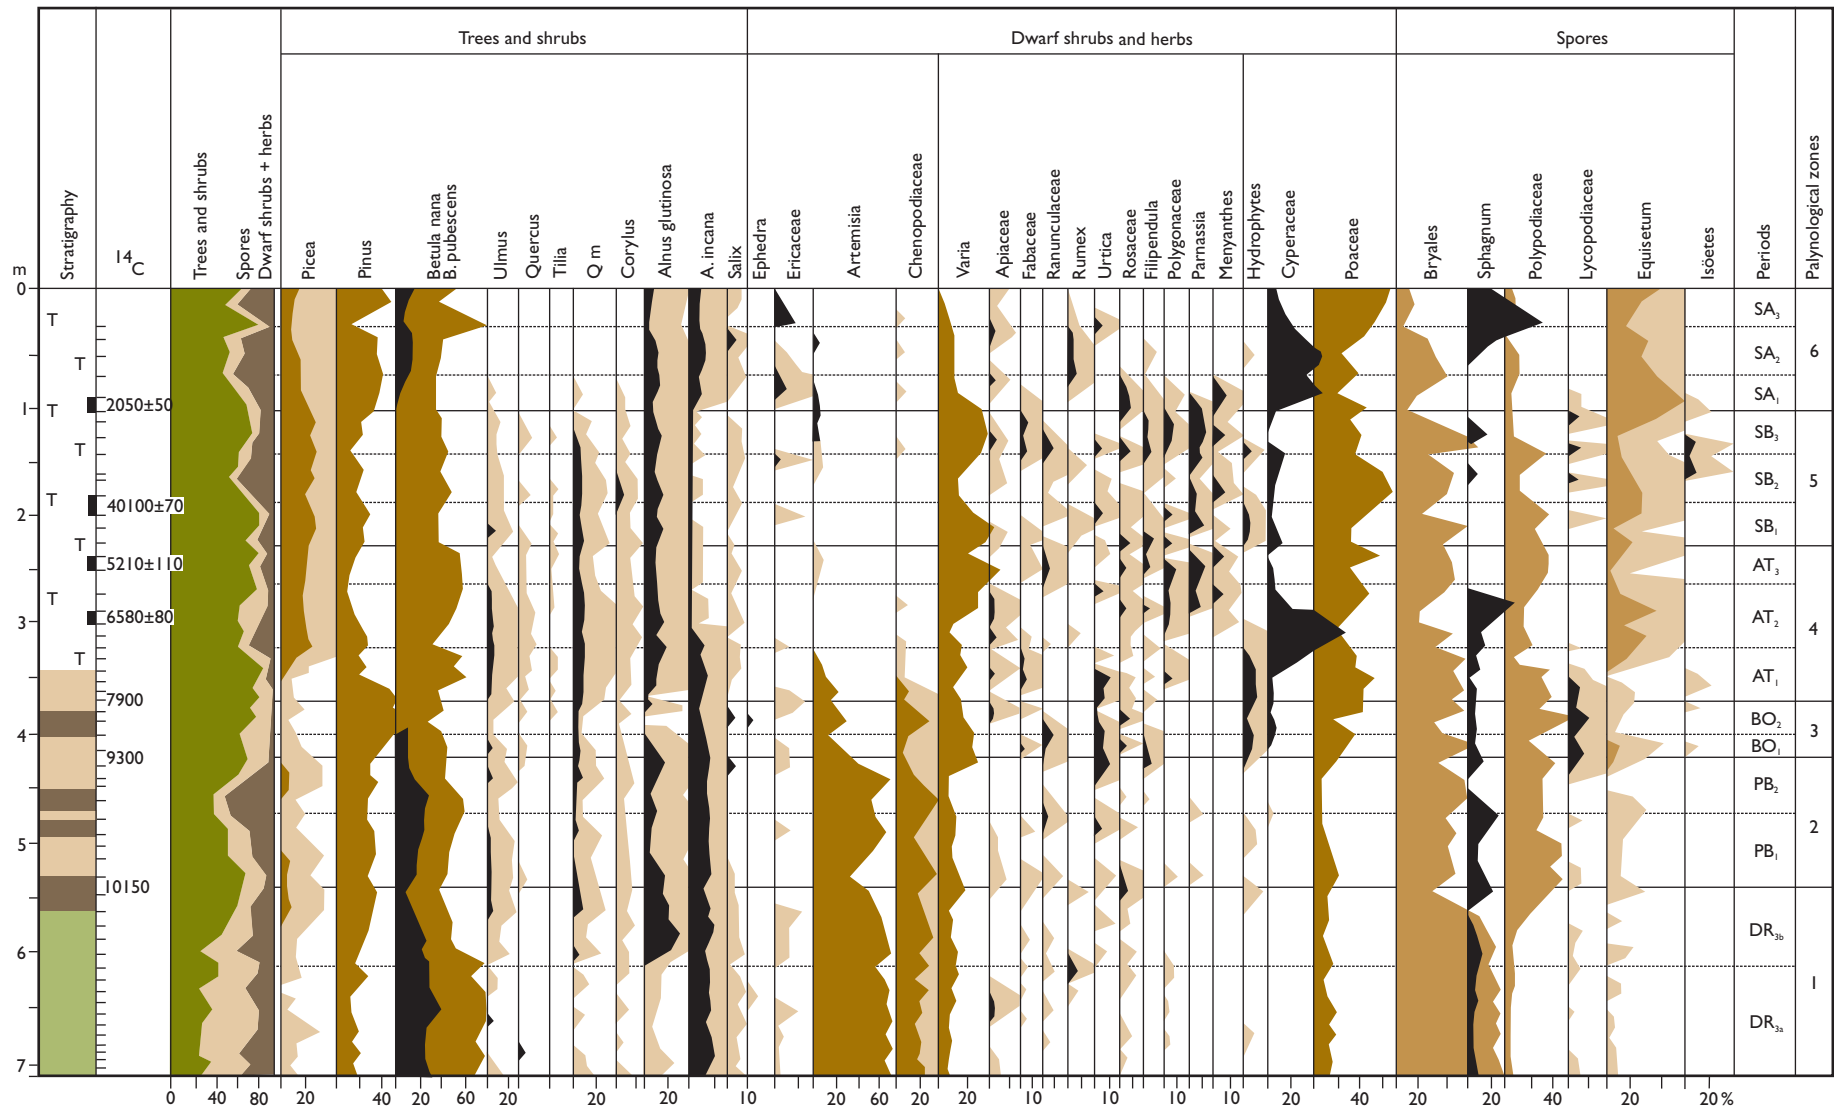 Trees and shrubs
Dwarf shrubs and herbs
Spores
m
Stratigraphy
14C
Trees and shrubs
Spores
Dwarf shrubs + herbs
Picea
Pinus
Betula nana
B. pubescens
Ulmus
Quercus
Tilia
Q m
Corylus
Alnus glutinosa
A. incana
Salix
Ephedra
Ericaceae
Artemisia
Chenopodiaceae
Varia
Apiaceae
Fabaceae
Ranunculaceae
Rumex
Urtica
Rosaceae
Filipendula
Polygonaceae
Parnassia
Menyanthes
Hydrophytes
Cyperaceae
Poaceae
Bryales
Sphagnum
Polypodiaceae
Lycopodiaceae
Equisetum
Isöetes
Periods
Palynological zones
0
T
SA3
T
SA2
6
SA1
1
T
2050±50
T
SB3
T
40100±70
SB2
5
2
T
SB1
5210±110
AT3
T
3
6580±80
AT2
4
T
AT1
7900
BO2
3
4
BO1
9300
PB2
2
5
PB1
10150
DR3b
6
1
DR3a
7
0 40 80 20 40 20 60 20 20 20 10 20 60 20 20 10 10 10 10 20 40 20 20 40 20 20 %